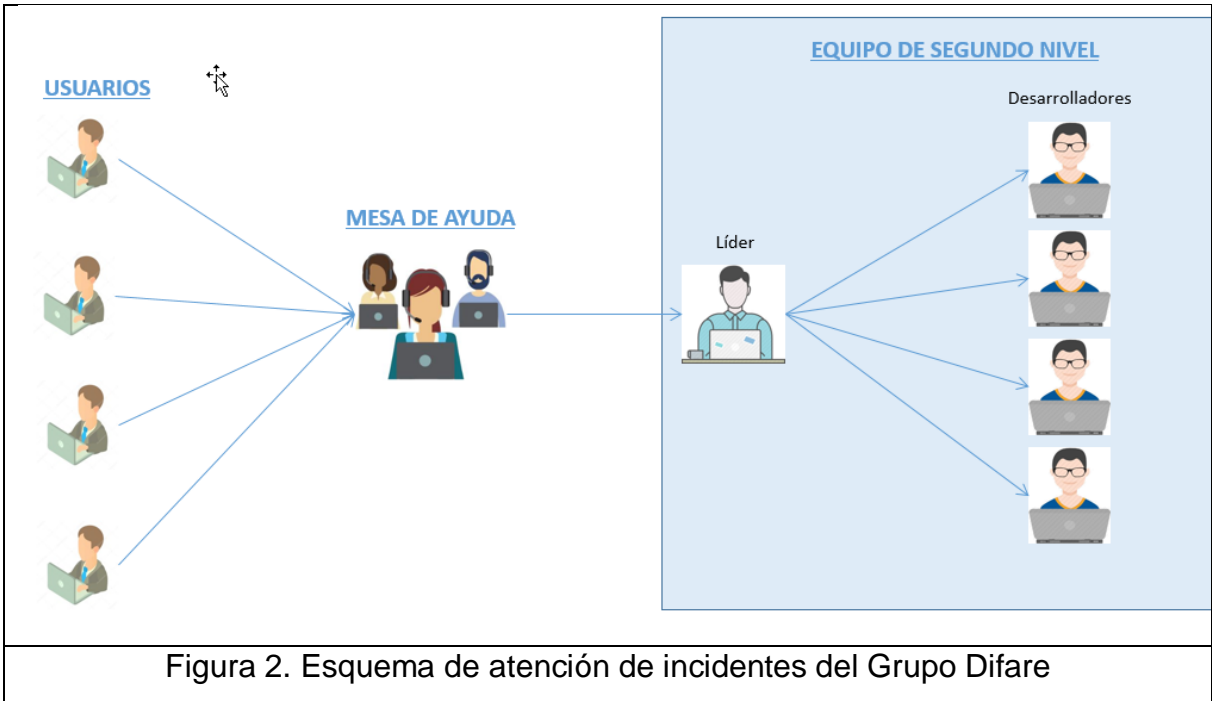 EQUIPO DE SEGUNDO NIVEL
USUARIOS
Desarrolladores
MESA DE AYUDA
Líder
Figura 2. Esquema de atención de incidentes del Grupo Difare